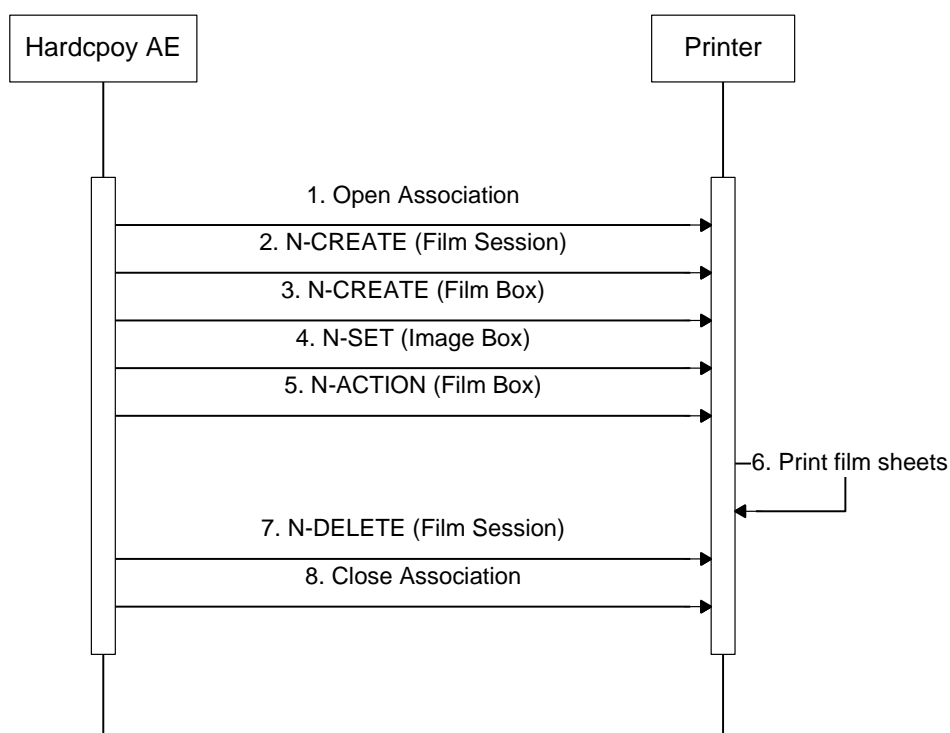 Hardcpoy AE
Printer
1. Open Association
2. N-CREATE (Film Session)
3. N-CREATE (Film Box)
4. N-SET (Image Box)
5. N-ACTION (Film Box)
6. Print film sheets
7. N-DELETE (Film Session)
8. Close Association